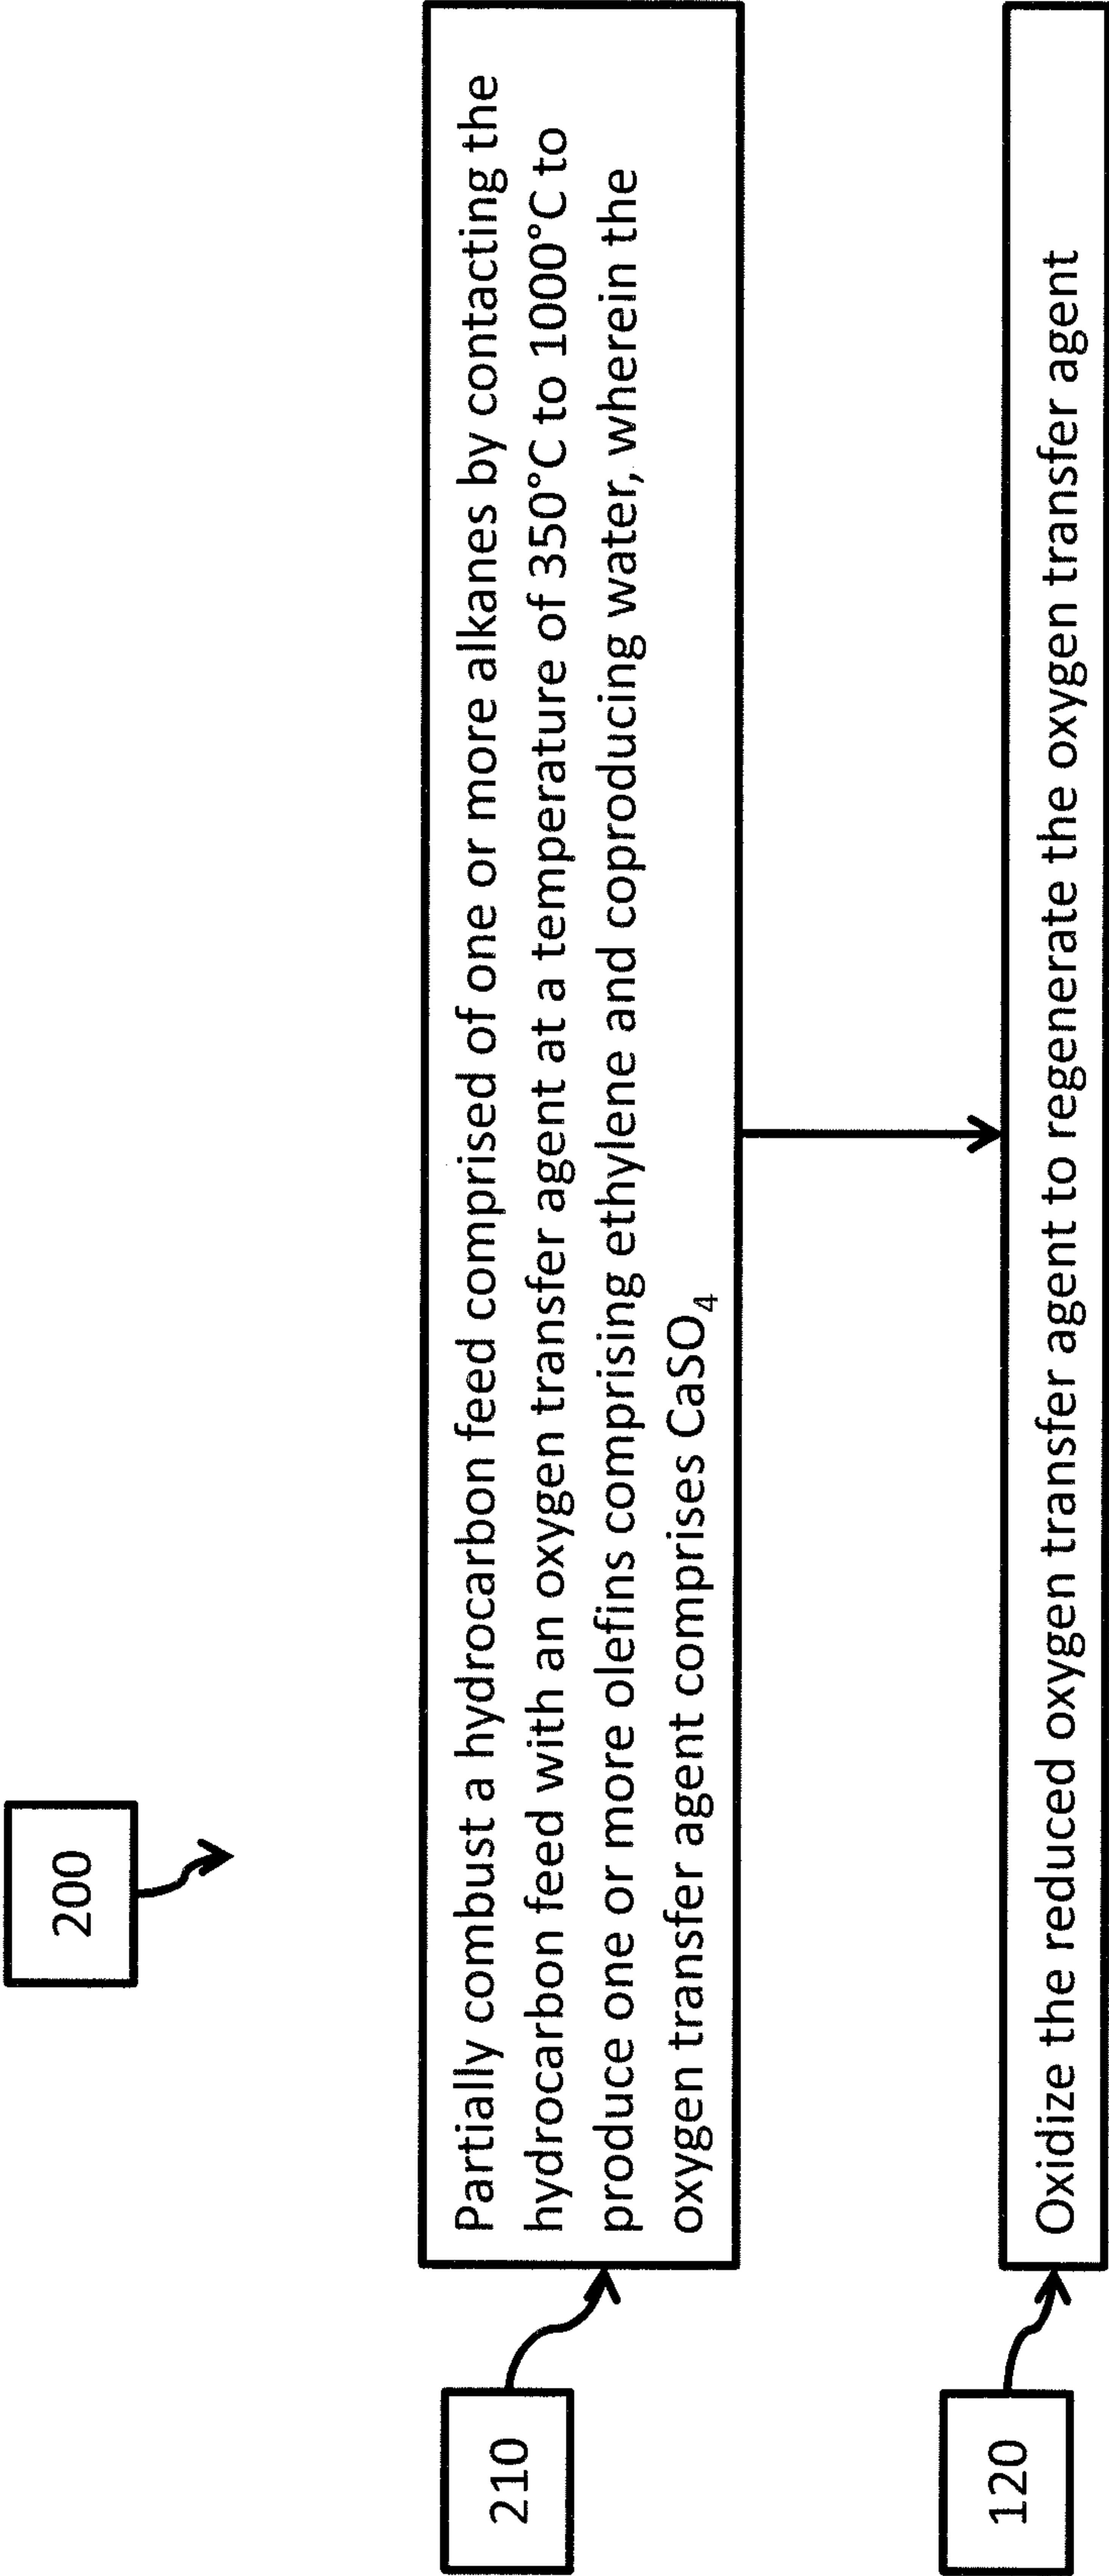 200
210
Partially combust a hydrocarbon feed comprised of one or more alkanes by contacting the
hydrocarbon feed with an oxygen transfer agent at a temperature of 350°C to 1000°C to
produce one or more olefins comprising ethylene and coproducing water, wherein the
oxygen transfer agent comprises CaSO₄
120
Oxidize the reduced oxygen transfer agent to regenerate the oxygen transfer agent